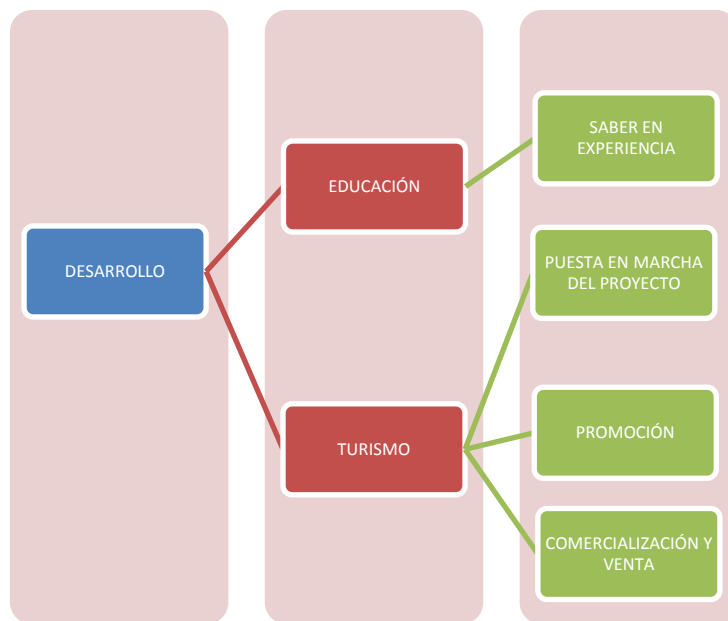 DESARROLLO
EDUCACIÓN
TURISMO
SABER EN
EXPERIENCIA
PUESTA EN MARCHA
DEL PROYECTO
PROMOCIÓN
COMERCIALIZACIÓN Y
VENTA